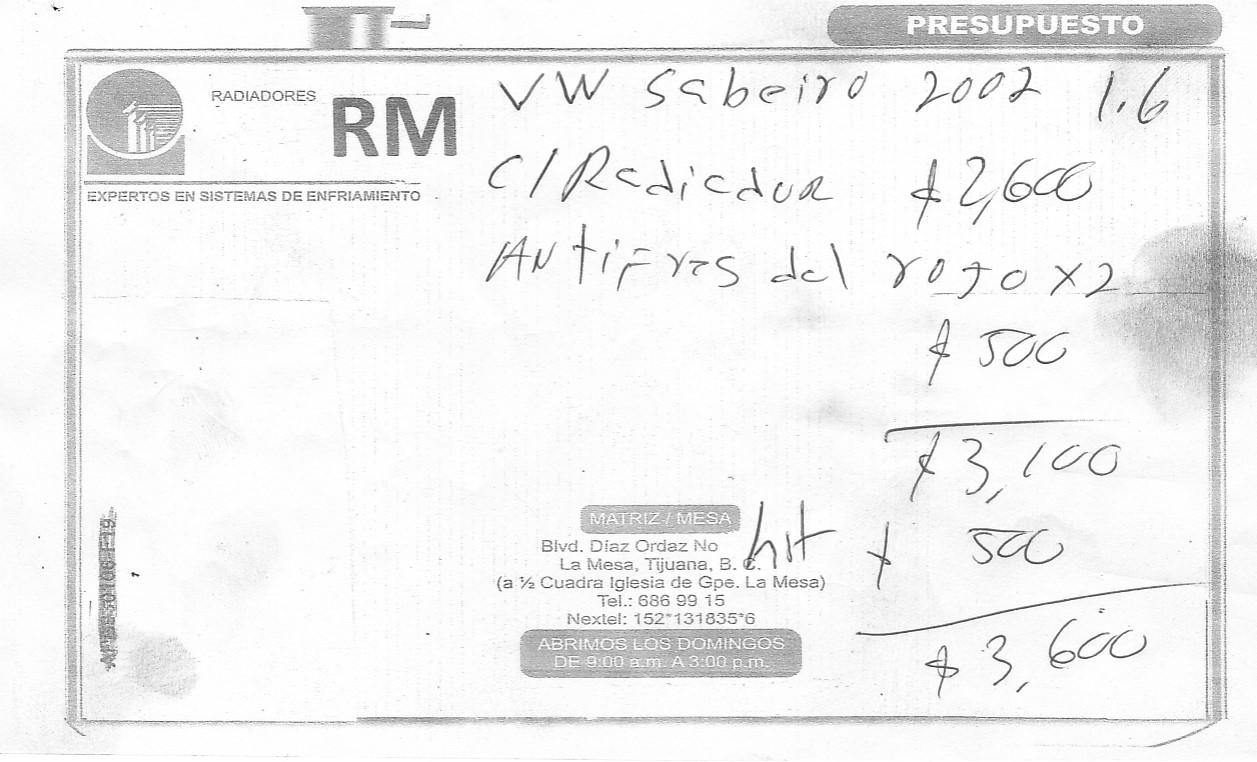 PRESUPUESTO
RADIADORES RM
EXPERTOS EN SISTEMAS DE ENFRIAMIENTO
VW Sabeiro 2002 1.6
C/Radiador $2,600
ANtiFres del rojo x2
$ 500
$3,100
$ 500
$3,600
MATRIZ / MESA
Blvd. Díaz Ordaz No
La Mesa, Tijuana, B. C.
(a ½ Cuadra Iglesia de Gpe. La Mesa)
Tel.: 686 99 15
Nextel: 152*131835*6
ABRIMOS LOS DOMINGOS
DE 9:00 a.m. A 3:00 p.m.